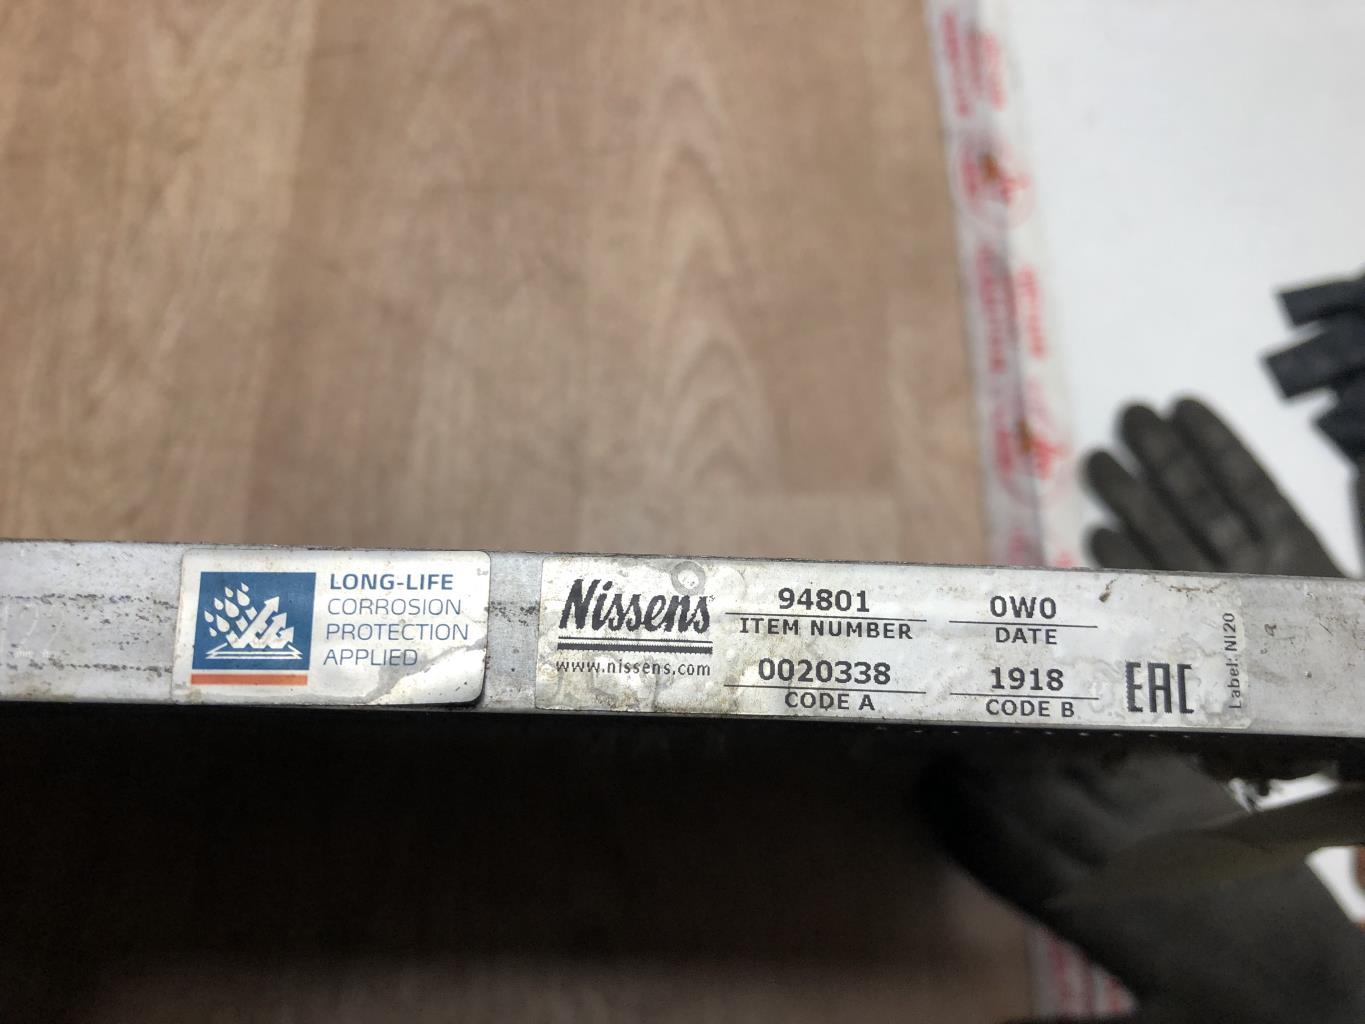 LONG-LIFE
CORROSION
PROTECTION
APPLIED
Nissens
www.nissens.com
94801
ITEM NUMBER
0W0
DATE
0020338
CODE A
1918
CODE B
EAC
Label: NI20